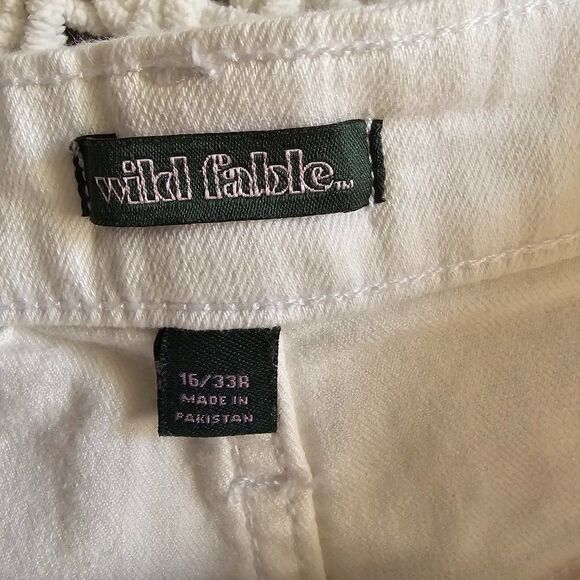 wild fable™
16/33R
MADE IN
PAKISTAN